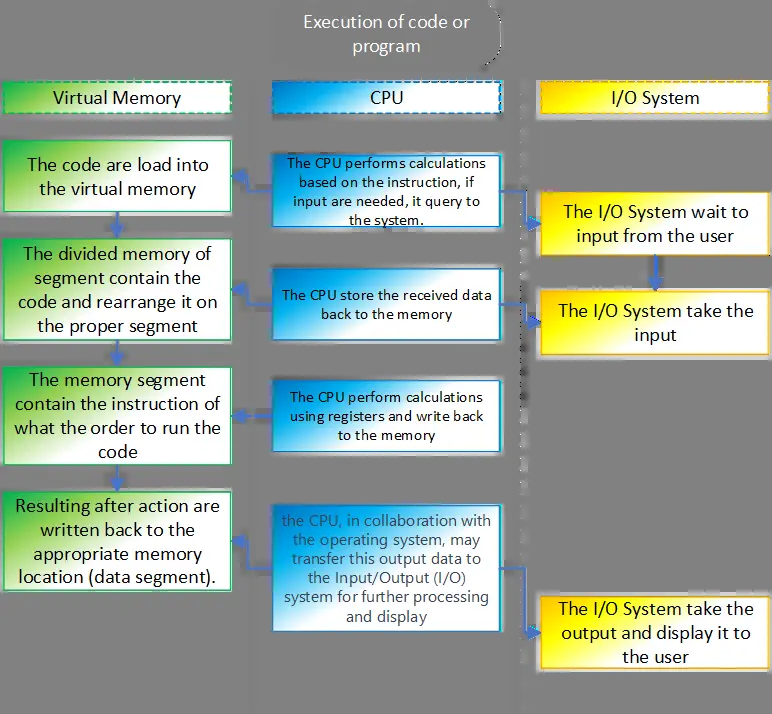 Execution of code or
program
Virtual Memory
CPU
I/O System
The code are load into
the virtual memory
The CPU performs calculations
based on the instruction, if
input are needed, it query to
the system.
The I/O System wait to
input from the user
The divided memory of
segment contain the
code and rearrange it on
the proper segment
The CPU store the received data
back to the memory
The I/O System take the
input
The memory segment
contain the instruction of
what the order to run the
code
The CPU perform calculations
using registers and write back
to the memory
Resulting after action are
written back to the
appropriate memory
location (data segment).
the CPU, in collaboration with
the operating system, may
transfer this output data to
the Input/Output (I/O)
system for further processing
and display
The I/O System take the
output and display it to
the user